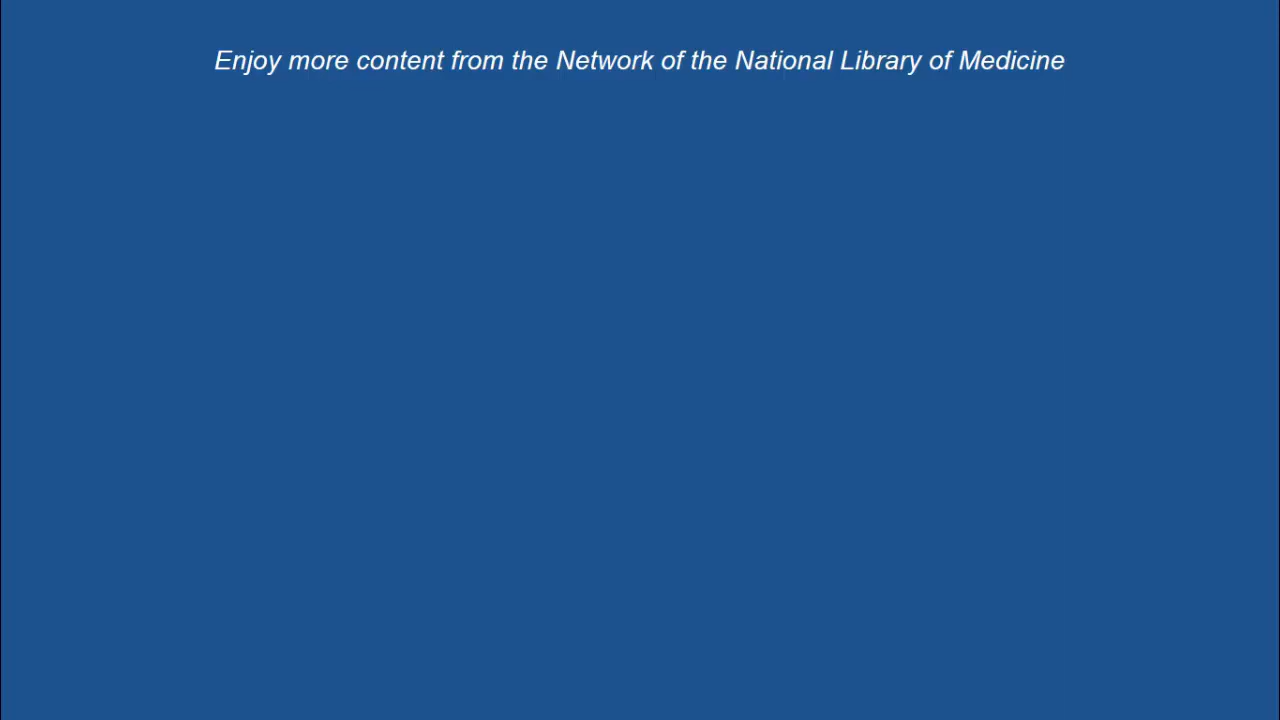 Enjoy more content from the Network of the National Library of Medicine